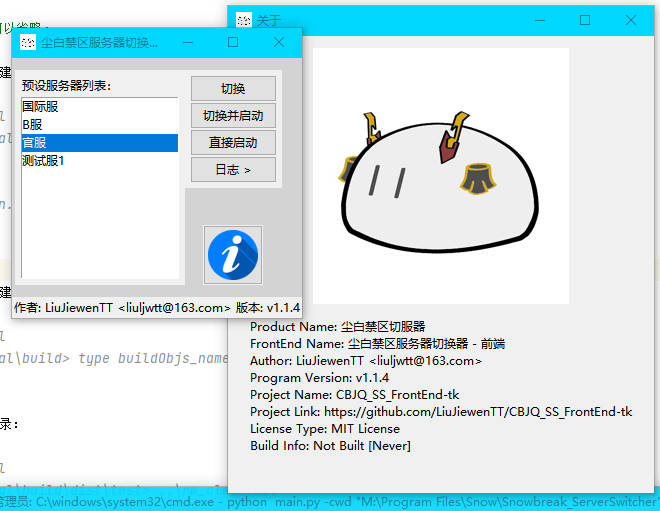 可以省略:
关于
尘白禁区服务器切换...
预设服务器列表:
国际服
B服
官服
测试服1
切换
切换并启动
直接启动
日志 >
作者: LiuJiewenTT <liuljwtt@163.com> 版本: v1.1.4
Product Name: 尘白禁区切服器
FrontEnd Name: 尘白禁区服务器切换器 - 前端
Author: LiuJiewenTT <liuljwtt@163.com>
Program Version: v1.1.4
Project Name: CBJQ_SS_FrontEnd-tk
Project Link: https://github.com/LiuJiewenTT/CBJQ_SS_FrontEnd-tk
License Type: MIT License
Build Info: Not Built [Never]
建
al\build> type buildObjs_name
录:
管理员: C:\windows\system32\cmd.exe - python main.py -cwd "M:\Program Files\Snow\Snowbreak_ServerSwitcher